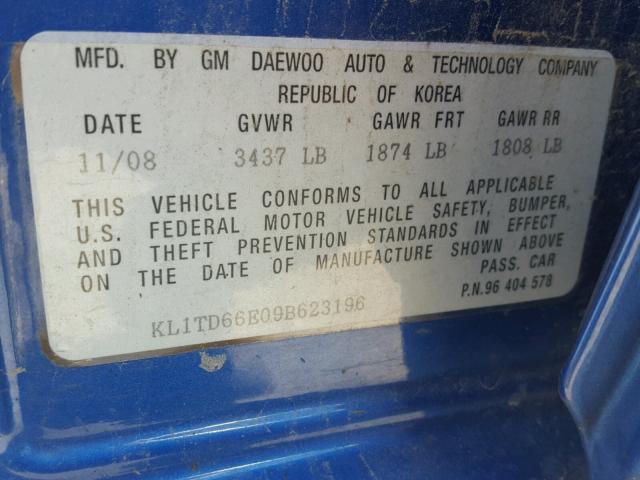 MFD. BY GM DAEWOO AUTO & TECHNOLOGY COMPANY
REPUBLIC OF KOREA
DATE GVWR GAWR FRT GAWR RR
11/08 3437 LB 1874 LB 1808 LB
THIS VEHICLE CONFORMS TO ALL APPLICABLE
U.S. FEDERAL MOTOR VEHICLE SAFETY, BUMPER,
AND THEFT PREVENTION STANDARDS IN EFFECT
ON THE DATE OF MANUFACTURE SHOWN ABOVE
PASS. CAR
KL1TD66E09B623196
P.N.96 404 578